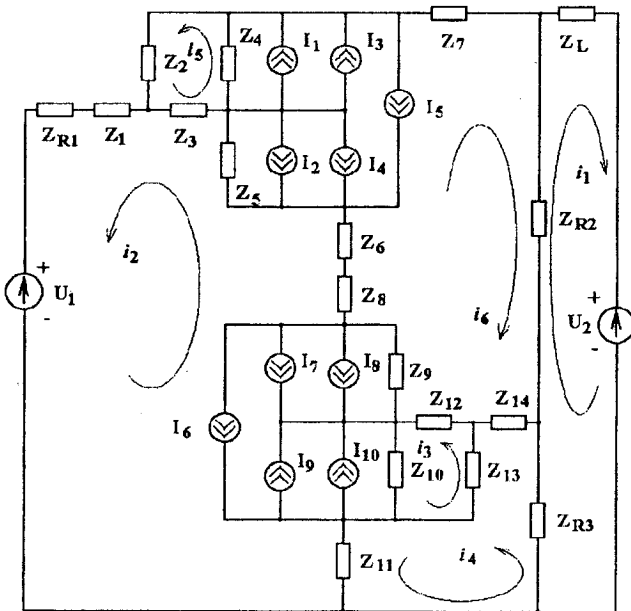 Z2 i5 Z4 I1 I3 Z7 ZL
I5
ZR1 Z1 Z3
Z5 I2 I4 i1
ZR2
i2 Z6
+ U1 -
Z8 i6 + U2 -
I7 I8 Z9
Z12 Z14
I6
I9 I10 Z10 i3 Z13
ZR3
Z11 i4